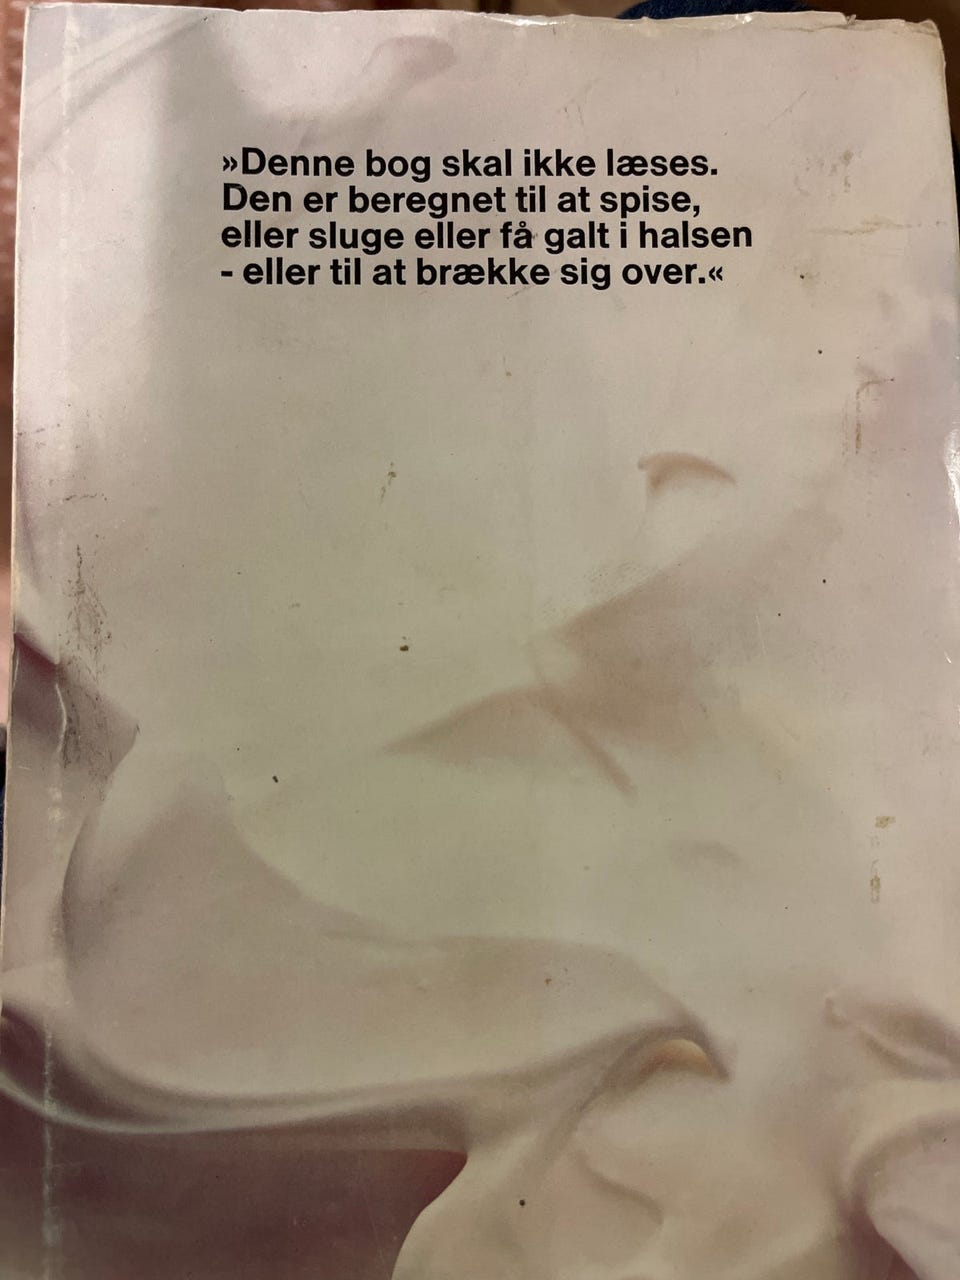 »Denne bog skal ikke læses.
Den er beregnet til at spise,
eller sluge eller få galt i halsen
- eller til at brække sig over.«